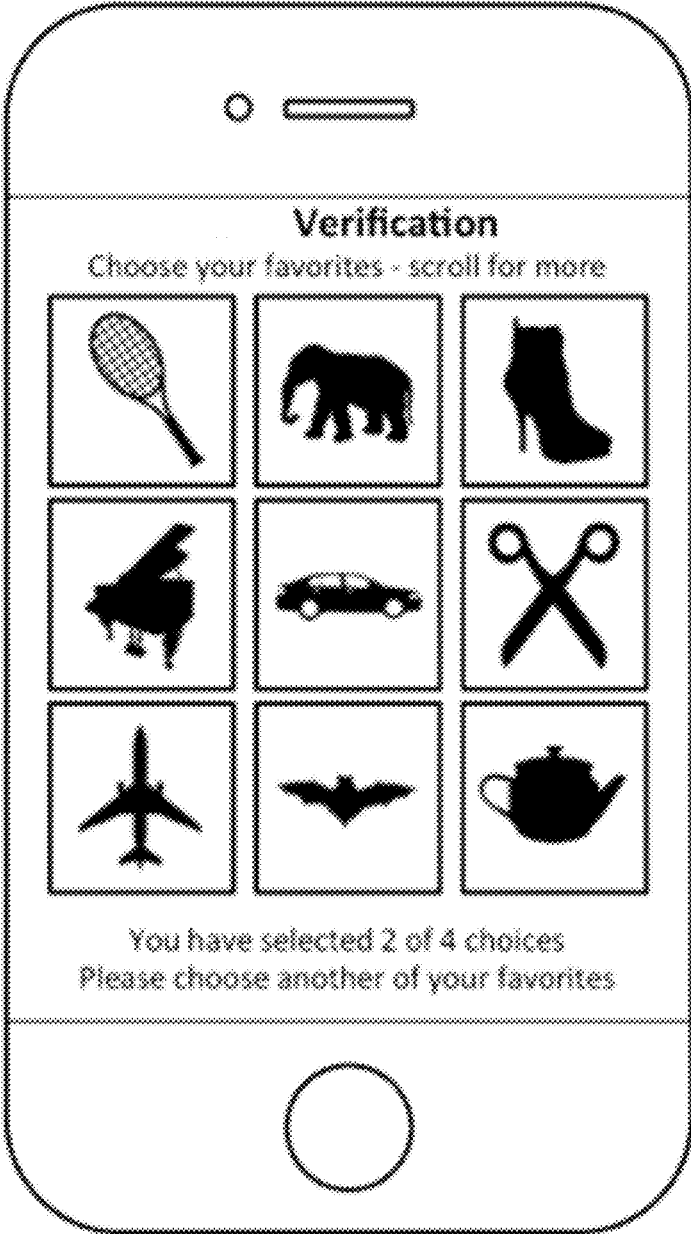 Verification
Choose your favorites - scroll for more
You have selected 2 of 4 choices
Please choose another of your favorites